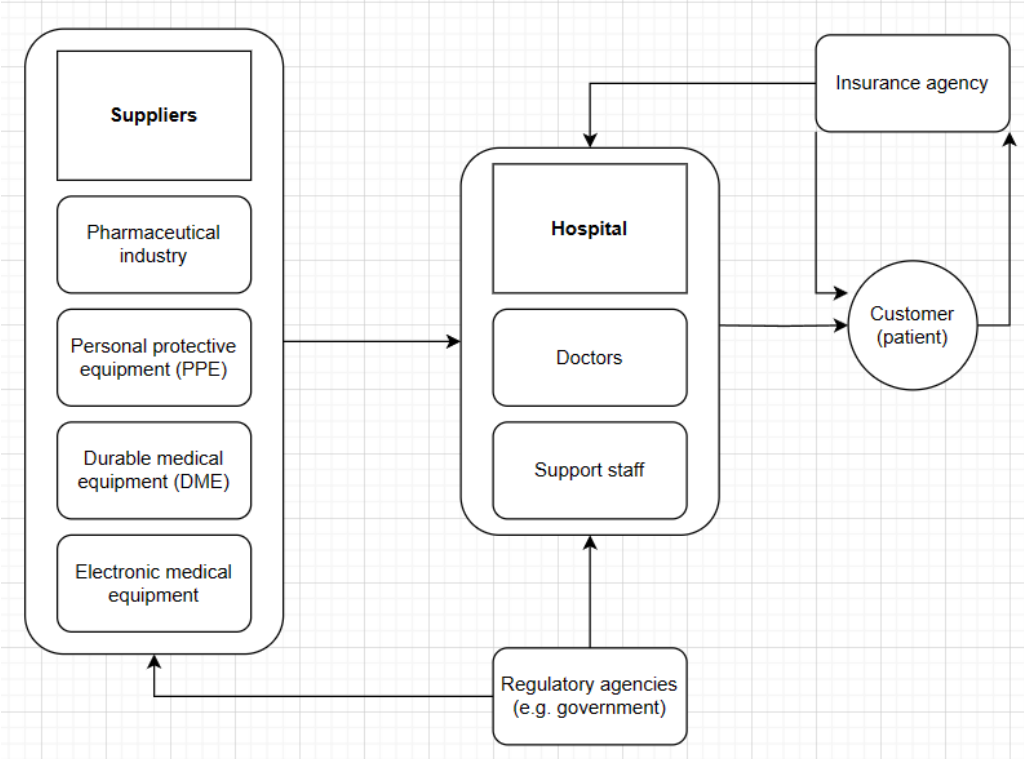 Suppliers
Pharmaceutical
industry
Personal protective
equipment (PPE)
Durable medical
equipment (DME)
Electronic medical
equipment
Hospital
Doctors
Support staff
Regulatory agencies
(e.g. government)
Insurance agency
Customer
(patient)